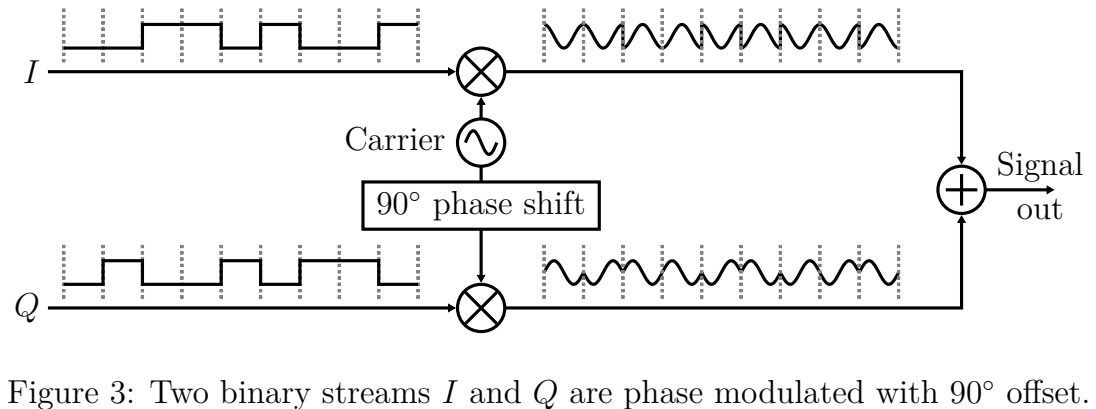 I
Carrier
90° phase shift
Signal
out
Q
Figure 3: Two binary streams I and Q are phase modulated with 90° offset.